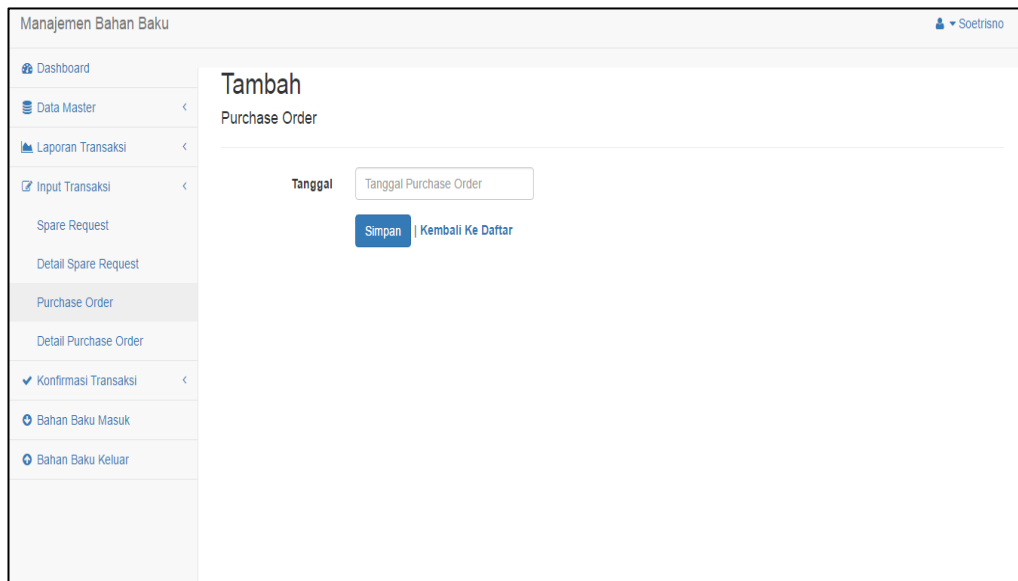 Manajemen Bahan Baku
Soetrisno
Dashboard
Data Master
Laporan Transaksi
Input Transaksi
Spare Request
Detail Spare Request
Purchase Order
Detail Purchase Order
Konfirmasi Transaksi
Bahan Baku Masuk
Bahan Baku Keluar
Tambah
Purchase Order
Tanggal Tanggal Purchase Order
Simpan | Kembali Ke Daftar